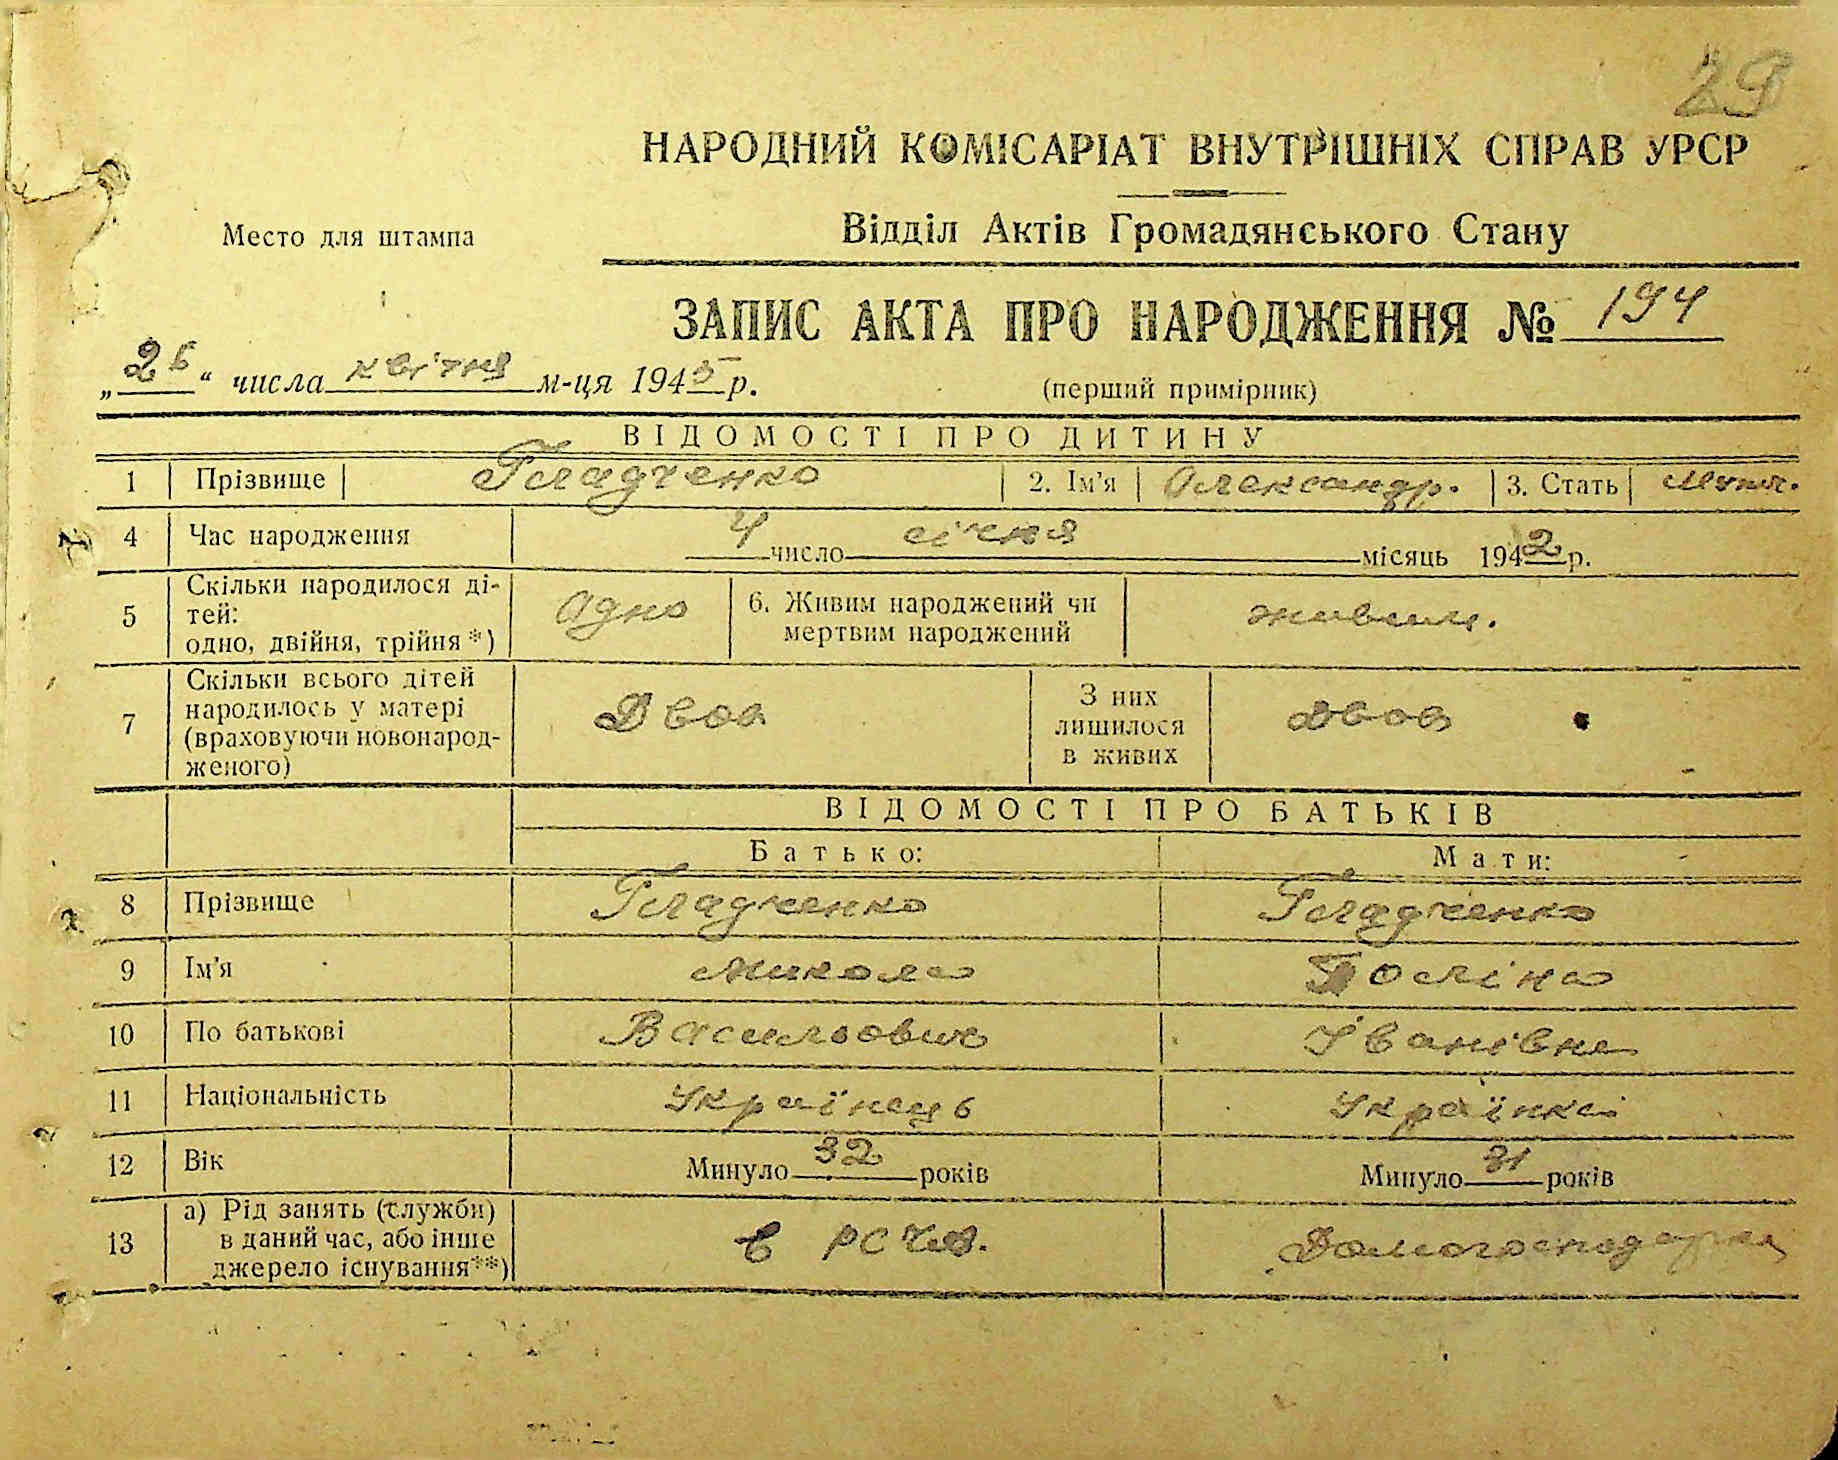 29
НАРОДНИЙ КОМІСАРІАТ ВНУТРІШНІХ СПРАВ УРСР
Место для штампа
Відділ Актів Громадянського Стану
ЗАПИС АКТА ПРО НАРОДЖЕННЯ № 194
„26“ числа квітня м-ця 1945 р.
(перший примірник)
ВІДОМОСТІ ПРО ДИТИНУ
1 Прізвище Гладченко 2. Ім'я Олександр. 3. Стать
4 Час народження 4 число січня місяць 1942 р.
5 Скільки народилося ді-
тей:
одно, двійня, трійня*) Одно 6. Живим народжений чи
мертвим народжений живим.
7 Скільки всього дітей
народилось у матері
(враховуючи новонарод-
женого) Двоє З них
лишилося
в живих двоє
ВІДОМОСТІ ПРО БАТЬКІВ
Батько: Мати:
8 Прізвище Гладченко Гладченко
9 Ім'я Микола Поліна
10 По батькові Васильович Іванівна
11 Національність Українець Українка
12 Вік Минуло 32 років Минуло 31 років
13 а) Рід занять (служби)
в даний час, або інше
джерело існування**) в РСЧА. Домогосподарка